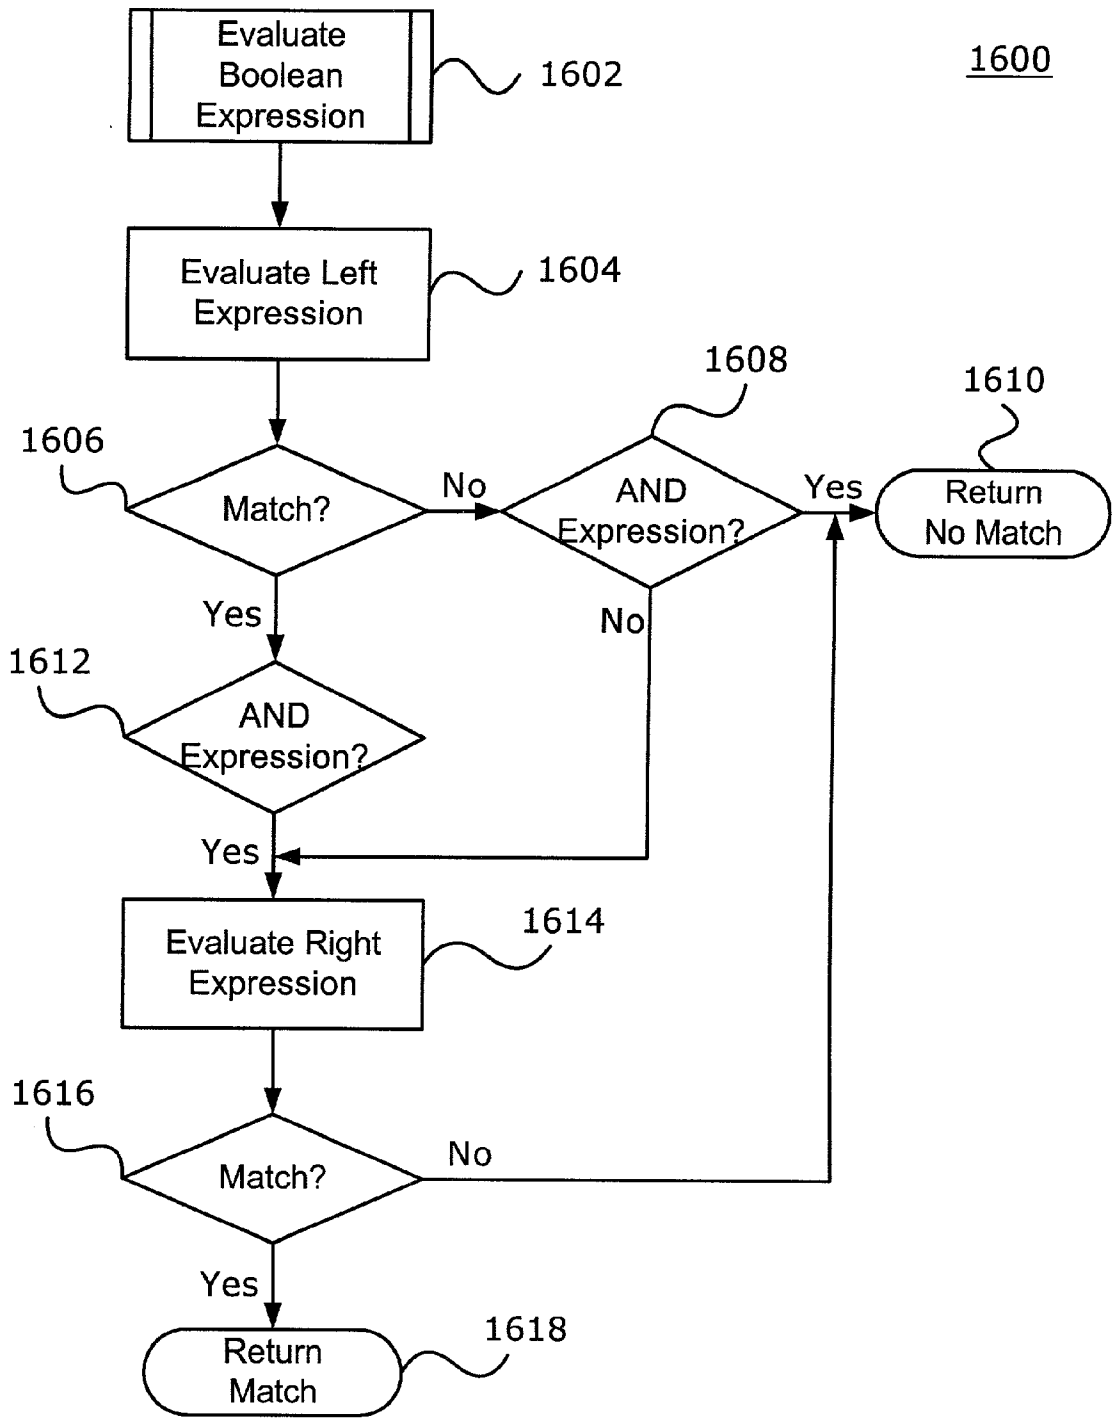 Evaluate
Boolean
Expression
1602
1600
Evaluate Left
Expression
1604
1606
Match?
No
1608
AND
Expression?
Yes
1610
Return
No Match
Yes
No
1612
AND
Expression?
Yes
Evaluate Right
Expression
1614
1616
Match?
No
Yes
Return
Match
1618